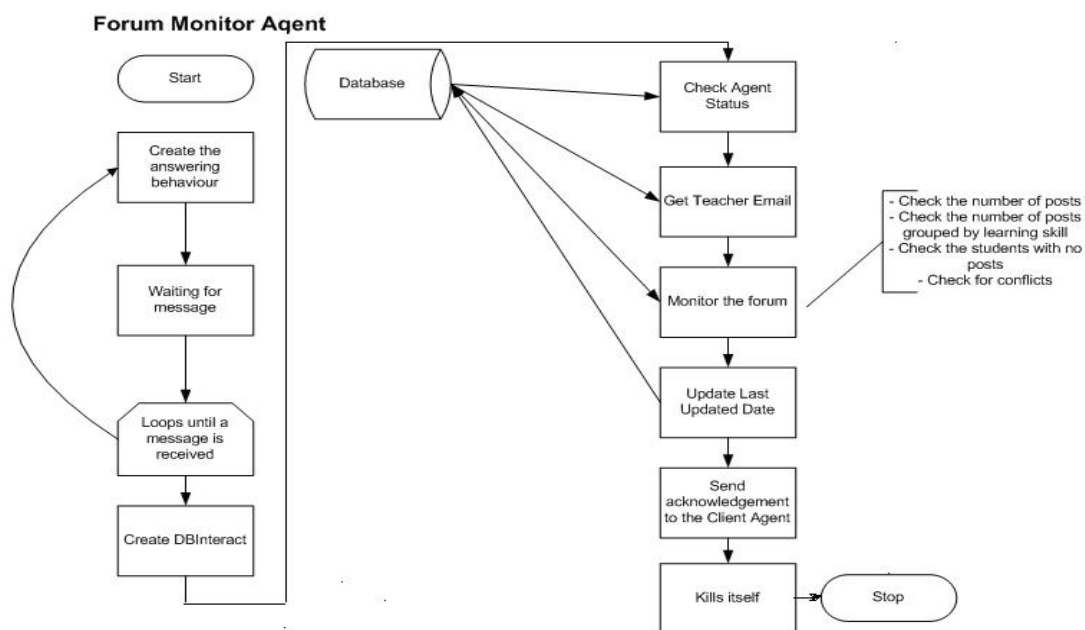 Forum Monitor Aqent
Start
Create the
answering
behaviour
Waiting for
message
Loops until a
message is
received
Create DBInteract
Database
Check Agent
Status
Get Teacher Email
Monitor the forum
- Check the number of posts
- Check the number of posts
grouped by learning skill
- Check the students with no
posts
- Check for conflicts
Update Last
Updated Date
Send
acknowledgement
to the Client Agent
Kills itself
Stop